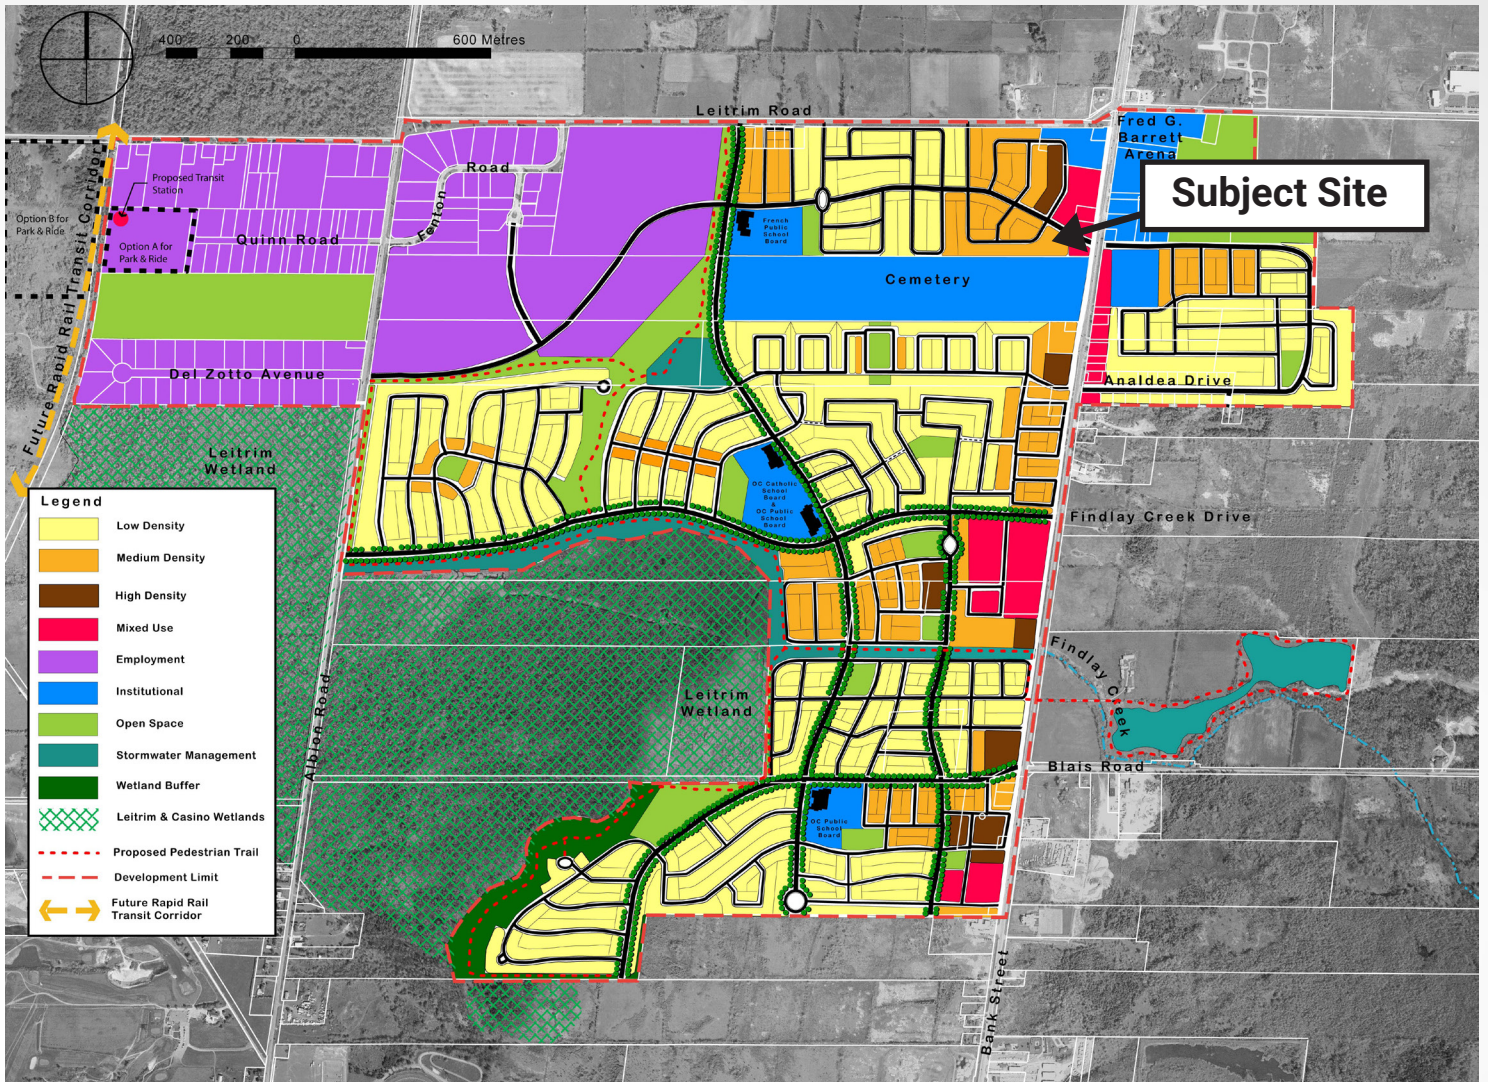 400
200
0
600 Metres
Leitrim Road
Fred G.
Barrett
Arena
Subject Site
Road
Fenton
Proposed Transit
Station
Option B for
Park & Ride
Option A for
Park & Ride
Quinn Road
French
Public
School
Board
Cemetery
Future Rapid Rail Transit Corridor
Del Zotto Avenue
Analdea Drive
Leitrim
Wetland
OC Catholic
School
Board
&
OC Public
School
Board
Findlay Creek Drive
Legend
Low Density
Medium Density
High Density
Mixed Use
Employment
Institutional
Open Space
Stormwater Management
Wetland Buffer
Leitrim & Casino Wetlands
Proposed Pedestrian Trail
Development Limit
Future Rapid Rail
Transit Corridor
Albion Road
Leitrim
Wetland
Findlay Creek
Blais Road
OC Public
School
Board
Bank Street